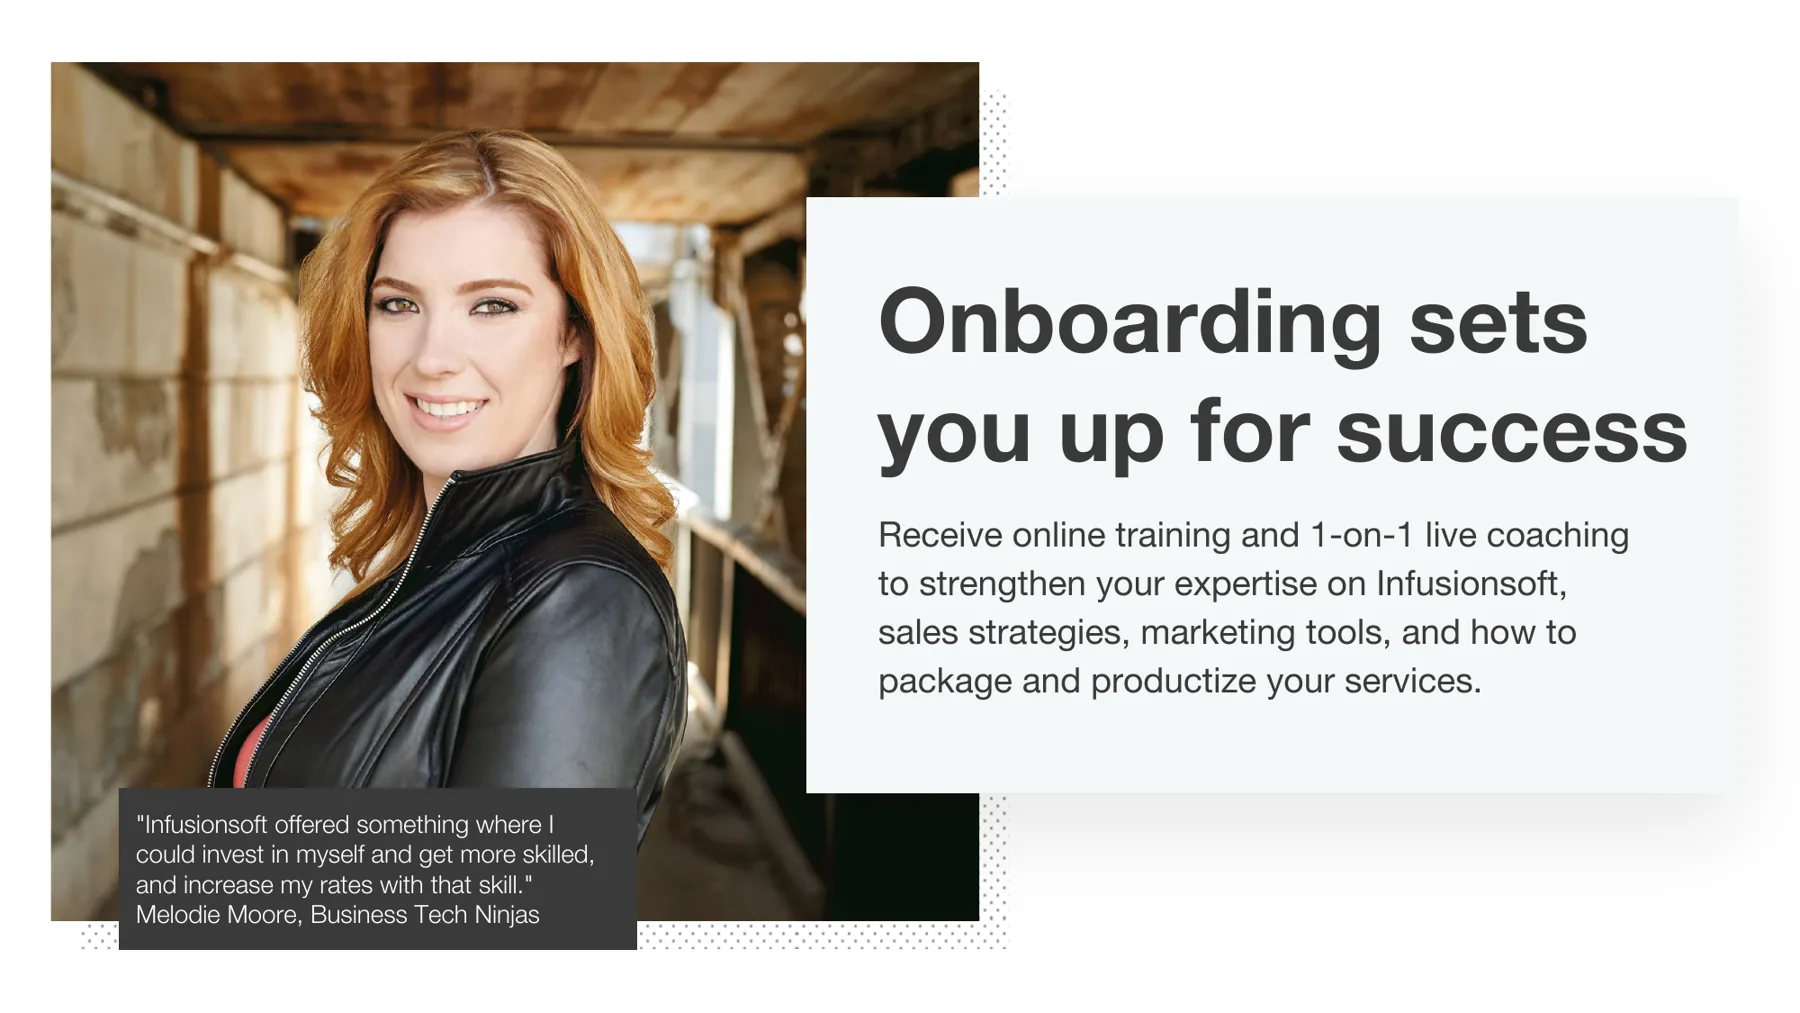 Onboarding sets
you up for success
Receive online training and 1-on-1 live coaching
to strengthen your expertise on Infusionsoft,
sales strategies, marketing tools, and how to
package and productize your services.
"Infusionsoft offered something where I
could invest in myself and get more skilled,
and increase my rates with that skill."
Melodie Moore, Business Tech Ninjas